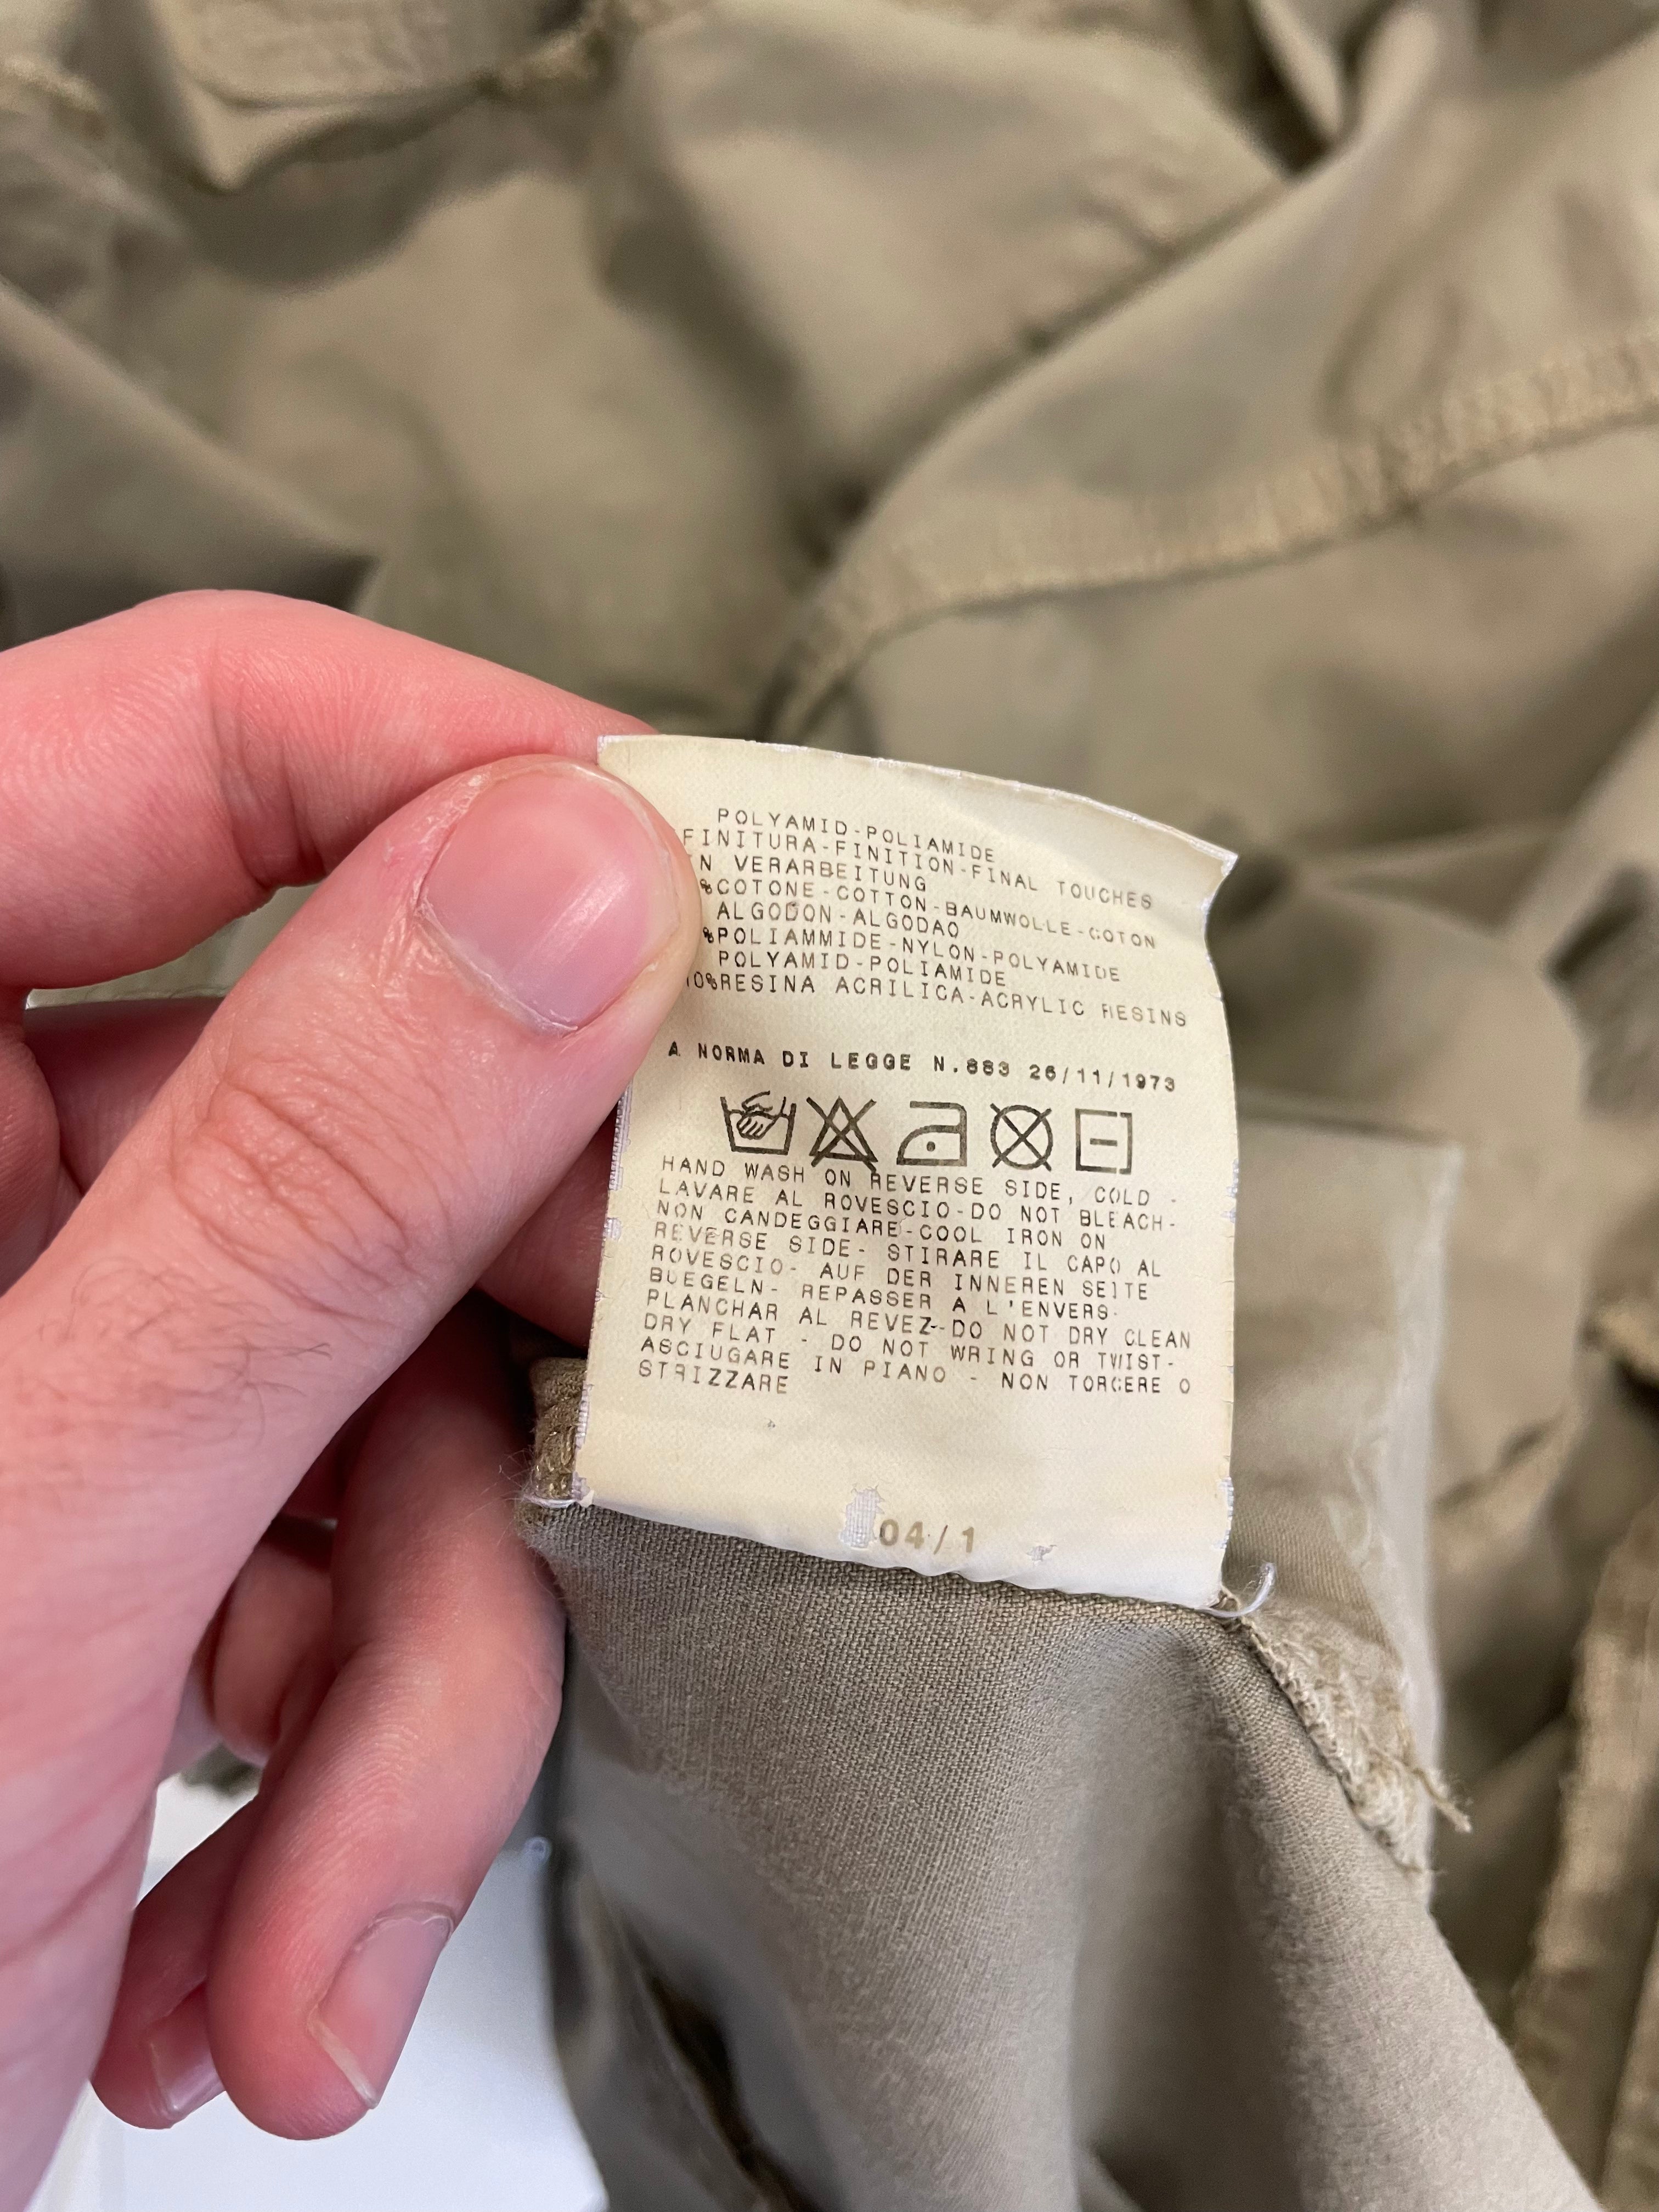 POLYAMID-POLIAMIDE
FINITURA-FINITION-FINAL TOUCHES
IN VERARBEITUNG
%COTONE-COTTON-BAUMWOLLE-COTON
ALGODON-ALGODAO
%POLIAMMIDE-NYLON-POLYAMIDE
POLYAMID-POLIAMIDE
10%RESINA ACRILICA-ACRYLIC RESINS
A NORMA DI LEGGE N.883 26/11/1973
HAND WASH ON REVERSE SIDE, COLD -
LAVARE AL ROVESCIO-DO NOT BLEACH-
NON CANDEGGIARE-COOL IRON ON
REVERSE SIDE- STIRARE IL CAPO AL
ROVESCIO- AUF DER INNEREN SEITE
BUEGELN- REPASSER A L'ENVERS-
PLANCHAR AL REVEZ--DO NOT DRY CLEAN
DRY FLAT - DO NOT WRING OR TWIST-
ASCIUGARE IN PIANO - NON TORCERE O
STRIZZARE
04/1